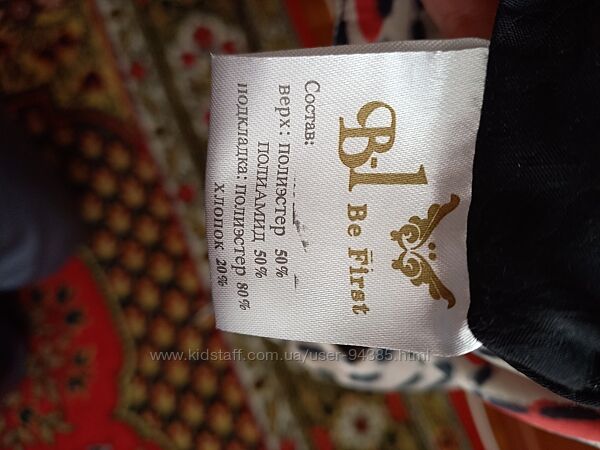 B-1
Be First
Состав:
верх: полиэстер 50%
полиамид 50%
подкладка: полиэстер 80%
хлопок 20%
www.kidstaff.com.ua/user-94385.html